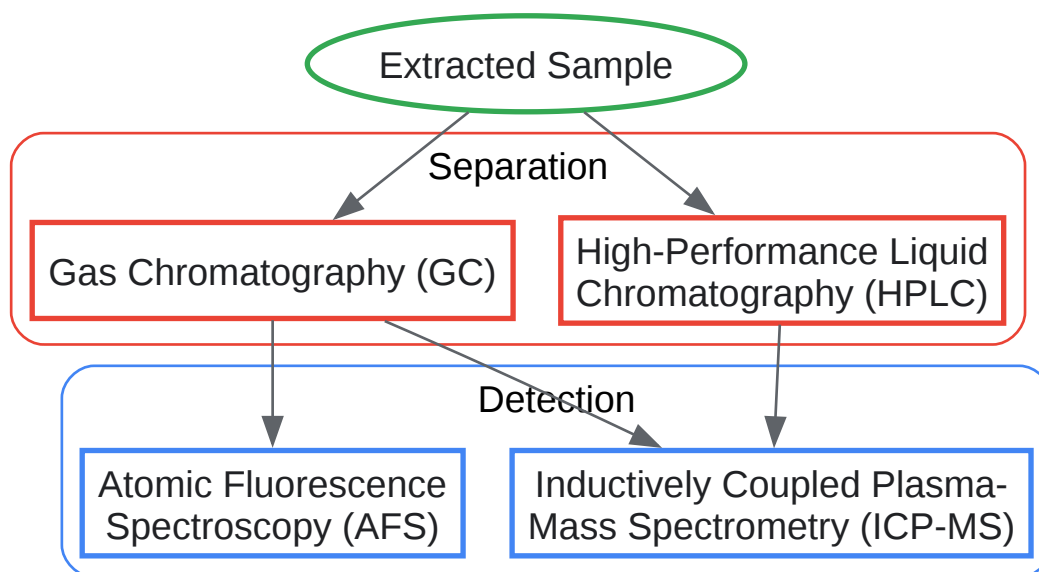 Extracted Sample
Separation
Gas Chromatography (GC)
High-Performance Liquid
Chromatography (HPLC)
Detection
Atomic Fluorescence
Spectroscopy (AFS)
Inductively Coupled Plasma-
Mass Spectrometry (ICP-MS)